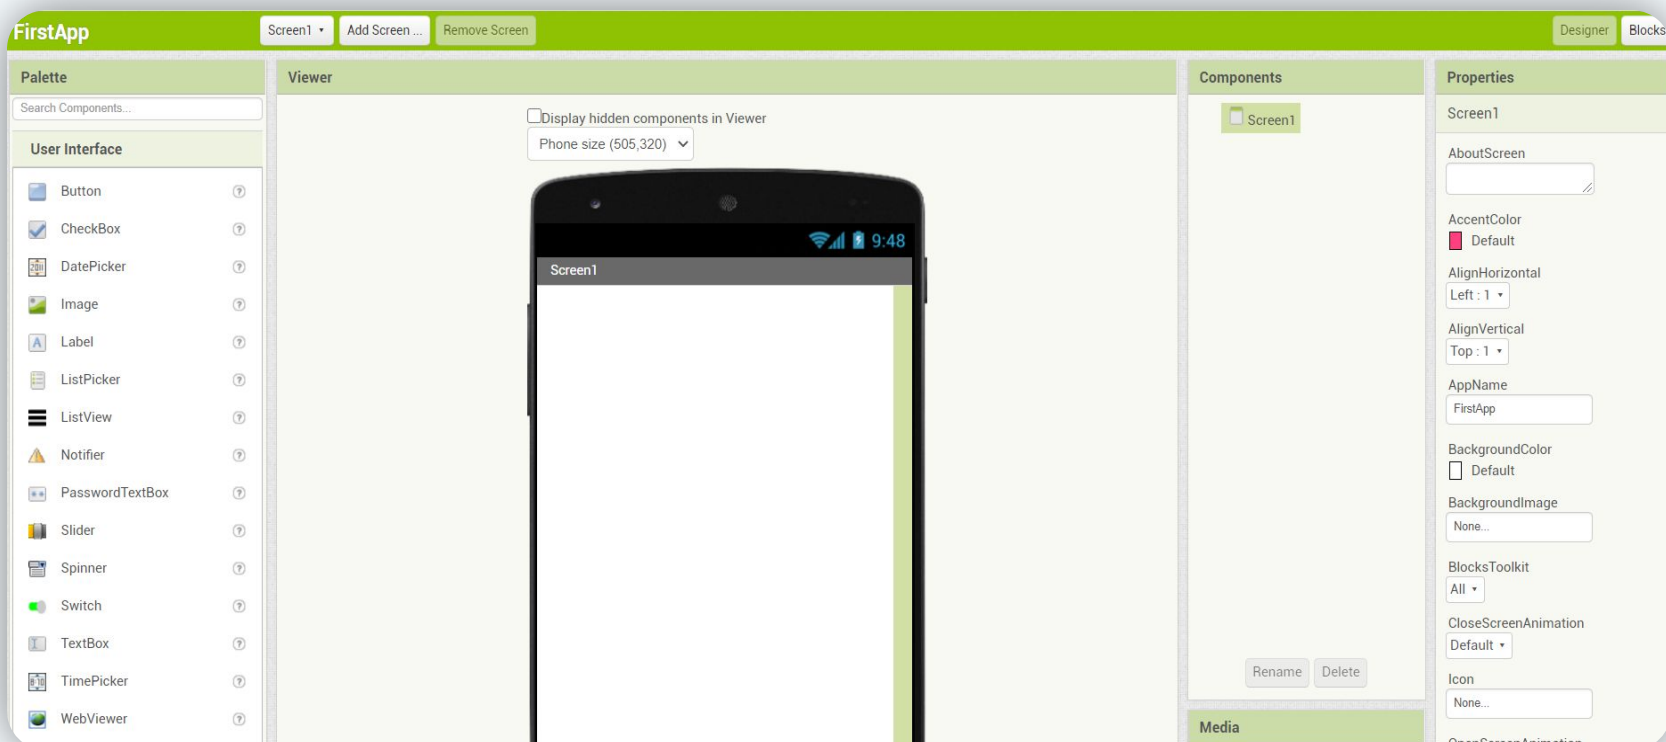 FirstApp
Screen1
Add Screen ...
Remove Screen
Designer
Blocks
Palette
Search Components...
User Interface
Button
CheckBox
DatePicker
Image
Label
ListPicker
ListView
Notifier
PasswordTextBox
Slider
Spinner
Switch
TextBox
TimePicker
WebViewer
Viewer
Display hidden components in Viewer
Phone size (505,320)
9:48
Screen1
Components
Screen1
Rename
Delete
Media
Properties
Screen1
AboutScreen
AccentColor
Default
AlignHorizontal
Left : 1
AlignVertical
Top : 1
AppName
FirstApp
BackgroundColor
Default
BackgroundImage
None...
BlocksToolkit
All
CloseScreenAnimation
Default
Icon
None...
OpenScreenAnimation